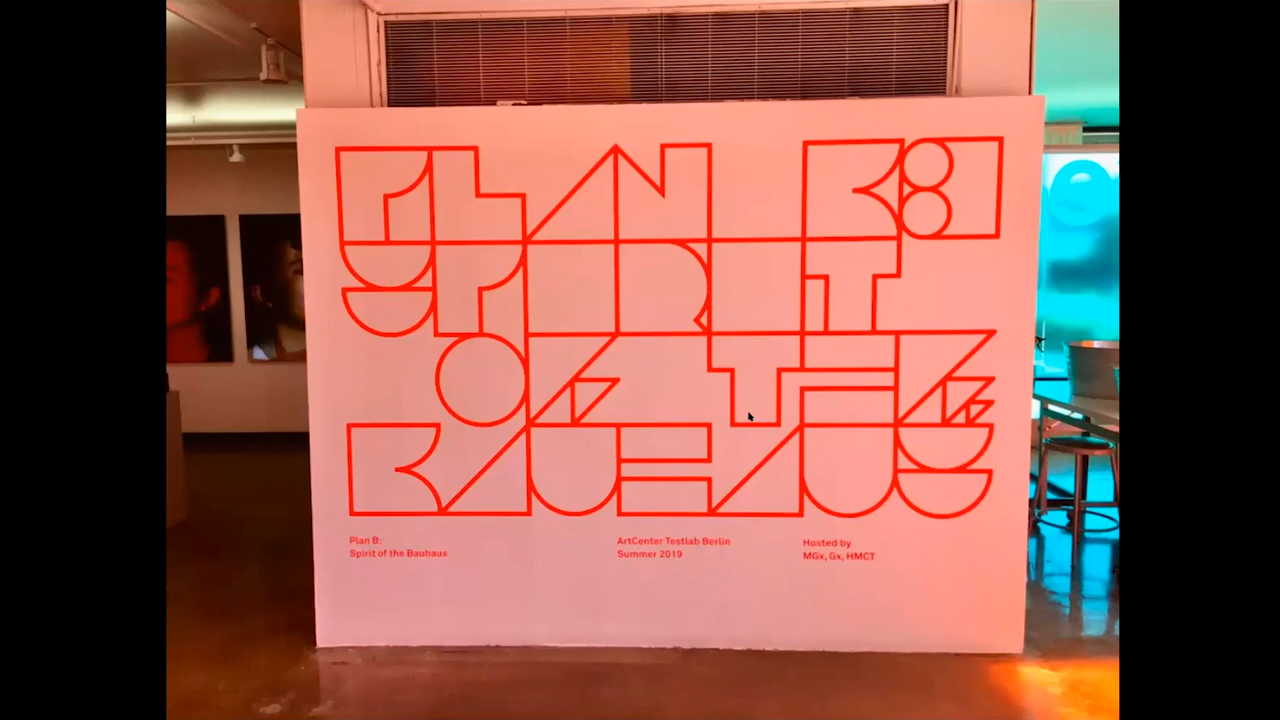 PLAN B:
SPIRIT
OF THE
BAUHAUS
Plan B:
Spirit of the Bauhaus
ArtCenter Testlab Berlin
Summer 2019
Hosted by
MGx, Gx, HMCT